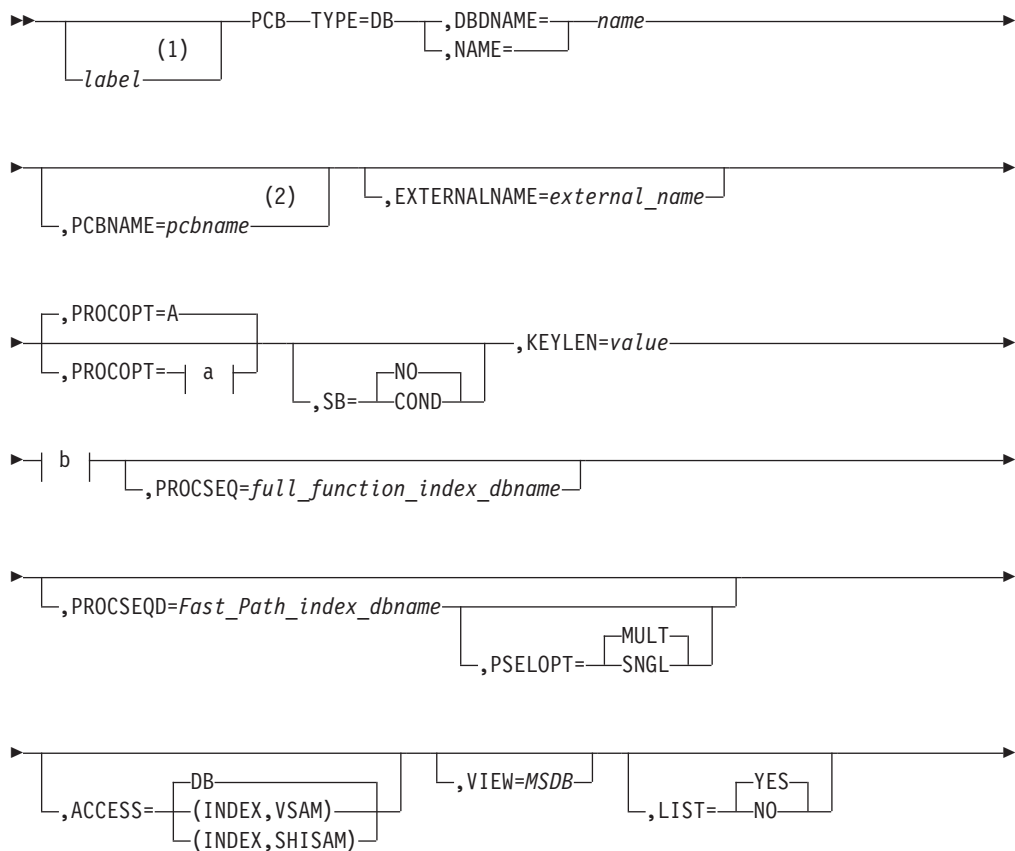 PCB TYPE=DB ,DBDNAME= name
(1) ,NAME=
label
(2) ,EXTERNALNAME=external_name
,PCBNAME=pcbname
,PROCOPT=A
,KEYLEN=value
,PROCOPT= a NO
,SB= COND
b
,PROCSEQ=full_function_index_dbname
,PROCSEQD=Fast_Path_index_dbname
MULT
,PSELOPT= SNGL
DB ,VIEW=MSDB YES
,ACCESS= (INDEX,VSAM) ,LIST= NO
(INDEX,SHISAM)